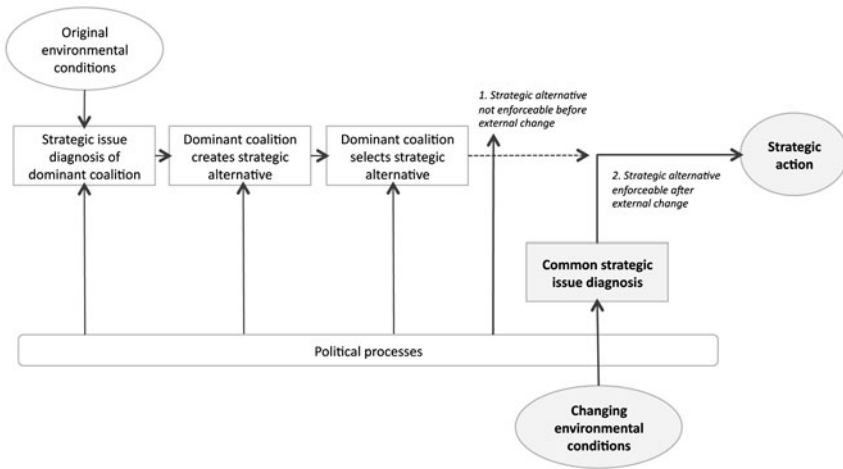 Original
environmental
conditions
Strategic issue
diagnosis of
dominant coalition
Dominant coalition
creates strategic
alternative
Dominant coalition
selects strategic
alternative
1. Strategic alternative
not enforceable before
external change
2. Strategic alternative
enforceable after
external change
Strategic
action
Common strategic
issue diagnosis
Political processes
Changing
environmental
conditions